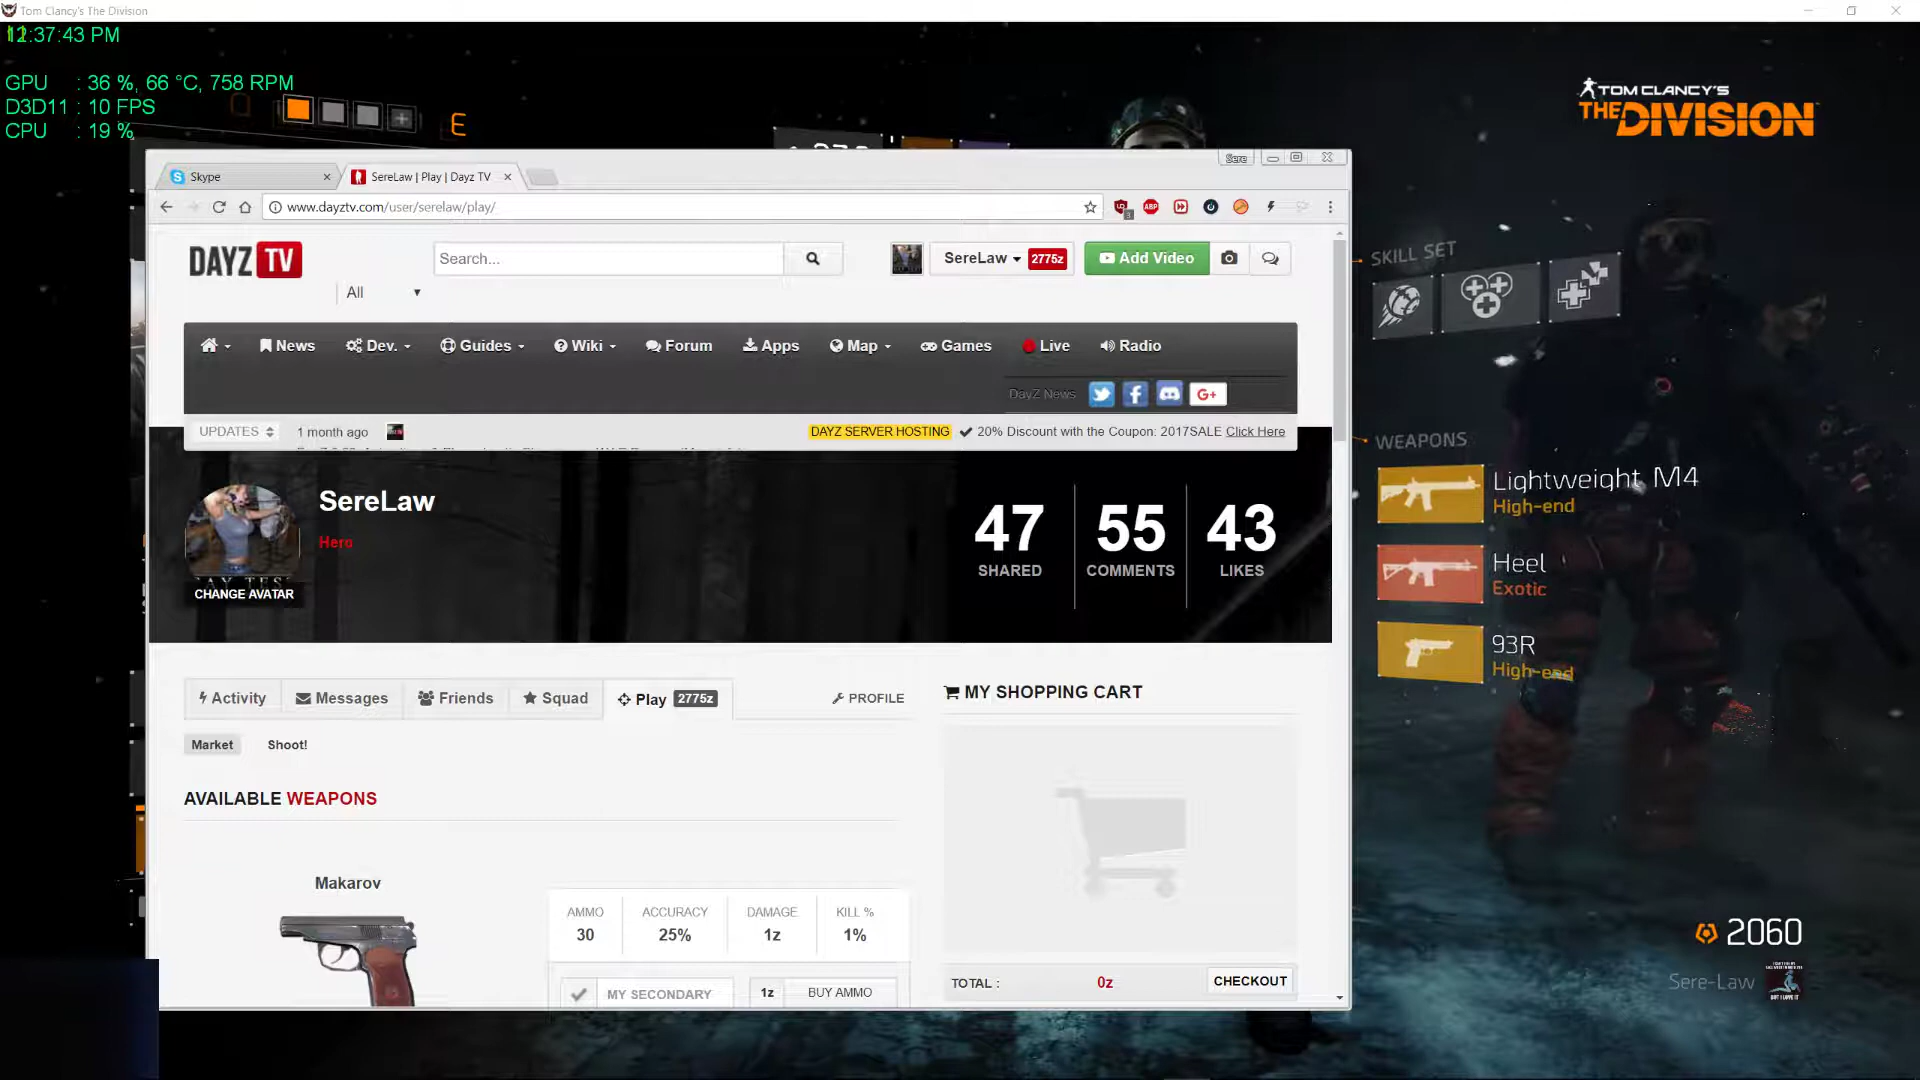 Tom Clancy's The Division
12:37:43 PM
GPU : 36 %, 66 °C, 758 RPM
D3D11 : 10 FPS
CPU : 19 %
E
TOM CLANCY'S
THE DIVISION
Sere
Skype
SereLaw | Play | Dayz TV
www.dayztv.com/user/serelaw/play/
ABP
3
DAYZ TV
Search...
SereLaw 2775z
Add Video
All
News
Dev.
Guides
Wiki
Forum
Apps
Map
Games
Live
Radio
DayZ News
G+
UPDATES
1 month ago
DAYZ SERVER HOSTING
20% Discount with the Coupon: 2017SALE Click Here
SereLaw
Hero
CHANGE AVATAR
47
SHARED
55
COMMENTS
43
LIKES
Activity
Messages
Friends
Squad
Play 2775z
PROFILE
Market
Shoot!
AVAILABLE WEAPONS
Makarov
AMMO
30
ACCURACY
25%
DAMAGE
1z
KILL %
1%
MY SECONDARY
1z
BUY AMMO
MY SHOPPING CART
TOTAL :
0z
CHECKOUT
SKILL SET
WEAPONS
Lightweight M4
High-end
Heel
Exotic
93R
High-end
2060
Sere-Law